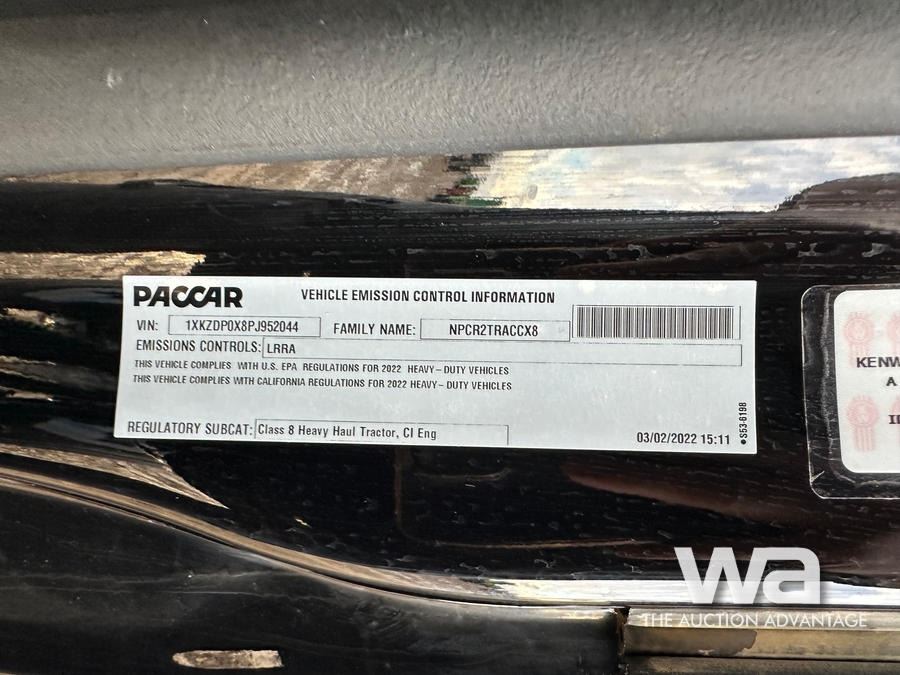 PACCAR VEHICLE EMISSION CONTROL INFORMATION
VIN: 1XKZDP0X8PJ952044 FAMILY NAME: NPCR2TRACCX8
EMISSIONS CONTROLS: LRRA
THIS VEHICLE COMPLIES WITH U.S. EPA REGULATIONS FOR 2022 HEAVY-DUTY VEHICLES
THIS VEHICLE COMPLIES WITH CALIFORNIA REGULATIONS FOR 2022 HEAVY-DUTY VEHICLES
REGULATORY SUBCAT: Class 8 Heavy Haul Tractor, CI Eng
03/02/2022 15:11
●S53-6198
KENW
A
wa
THE AUCTION ADVANTAGE